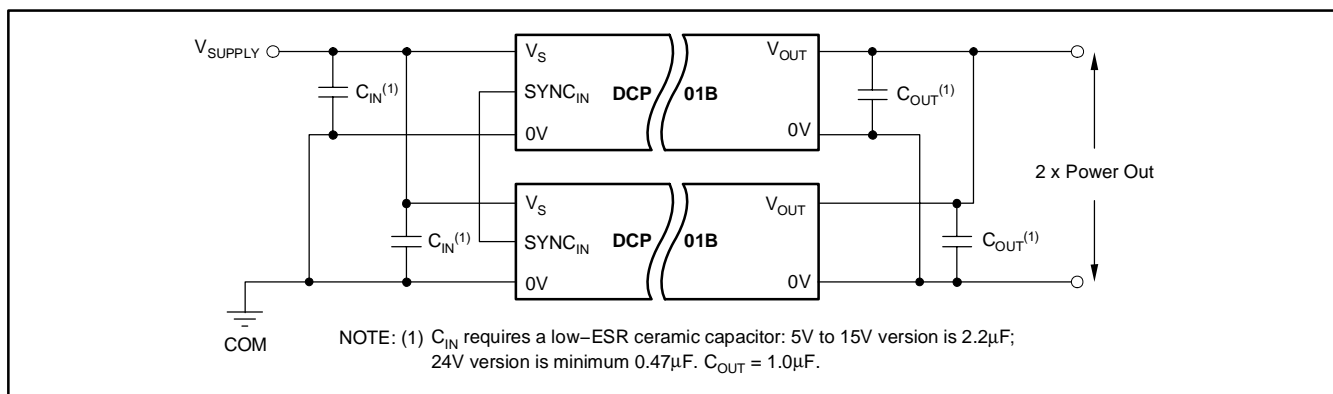 V_SUPPLY
C_IN(1)
V_S
SYNC_IN
0V
DCP
01B
V_OUT
0V
C_OUT(1)
2 x Power Out
C_IN(1)
V_S
SYNC_IN
0V
DCP
01B
V_OUT
0V
C_OUT(1)
COM
NOTE: (1) C_IN requires a low−ESR ceramic capacitor: 5V to 15V version is 2.2μF;
24V version is minimum 0.47μF. C_OUT = 1.0μF.